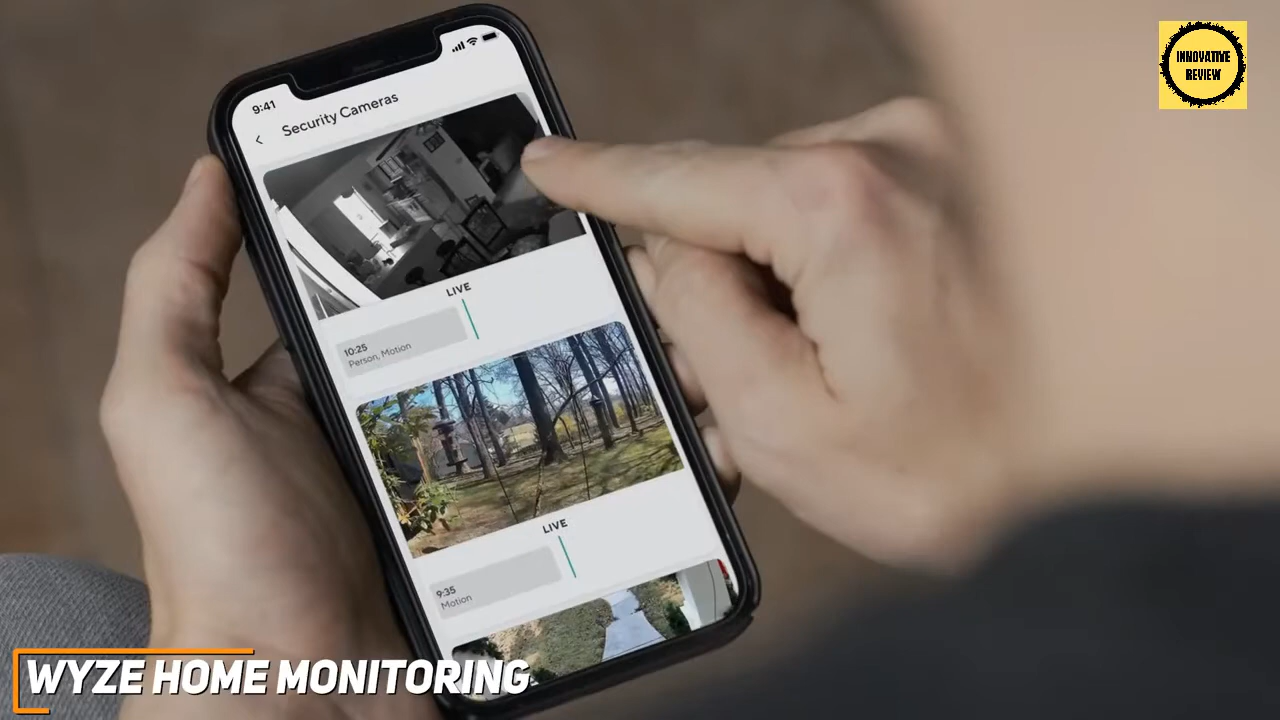 INNOVATIVE
REVIEW
9:41
Security Cameras
LIVE
10:25
Person, Motion
LIVE
9:35
Motion
WYZE HOME MONITORING